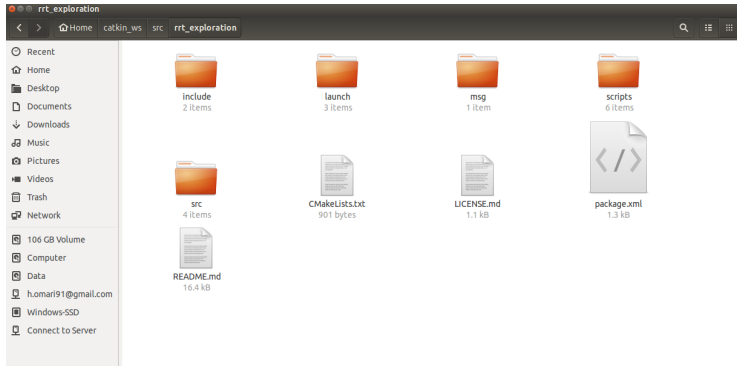 rrt_exploration
Home catkin_ws src rrt_exploration
Recent
Home
Desktop
Documents
Downloads
Music
Pictures
Videos
Trash
Network
106 GB Volume
Computer
Data
h.omari91@gmail.com
Windows-SSD
Connect to Server
include
2 items
launch
3 items
msg
1 item
scripts
6 items
src
4 items
CMakeLists.txt
901 bytes
LICENSE.md
1.1 kB
package.xml
1.3 kB
README.md
16.4 kB